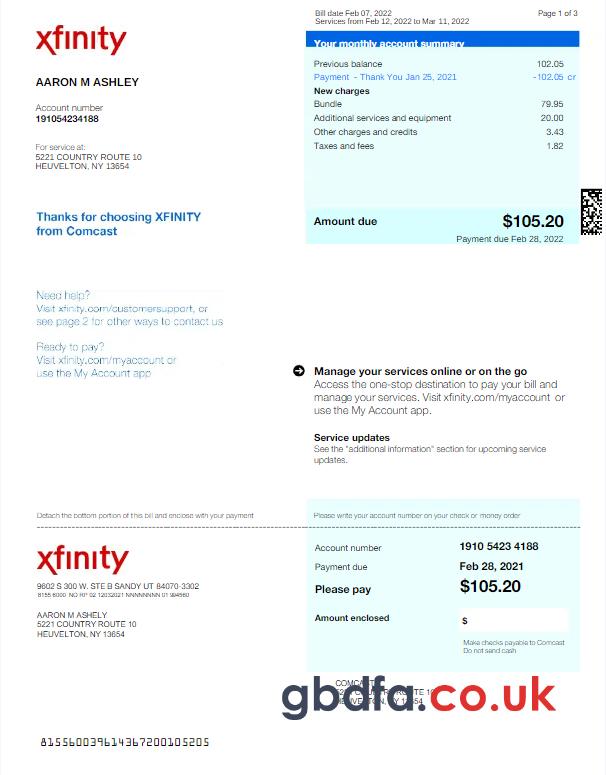 Bill date Feb 07, 2022
Services from Feb 12, 2022 to Mar 11, 2022
Page 1 of 3
xfinity
Your monthly account summary
AARON M ASHLEY
Previous balance 102.05
Payment - Thank You Jan 25, 2021 -102.05 cr
New charges
Account number
Bundle 79.95
191054234188
Additional services and equipment 20.00
Other charges and credits 3.43
For service at:
Taxes and fees 1.82
5221 COUNTRY ROUTE 10
HEUVELTON, NY 13654
Thanks for choosing XFINITY
from Comcast
Amount due $105.20
Payment due Feb 28, 2022
Need help?
Visit xfinity.com/customersupport, or
see page 2 for other ways to contact us
Ready to pay?
Visit xfinity.com/myaccount or
use the My Account app
Manage your services online or on the go
Access the one-stop destination to pay your bill and
manage your services. Visit xfinity.com/myaccount or
use the My Account app.
Service updates
See the "additional information" section for upcoming service
updates.
Detach the bottom portion of this bill and enclose with your payment
Please write your account number on your check or money order
xfinity
Account number 1910 5423 4188
Payment due Feb 28, 2021
Please pay $105.20
9602 S 300 W. STE B SANDY UT 84070-3302
8155 6000 NO RP 02 12032021 NNNNNNNN 01 994560
AARON M ASHELY
5221 COUNTRY ROUTE 10
HEUVELTON, NY 13654
Amount enclosed $
Make checks payable to Comcast
Do not send cash
COMCAST
5221 COUNTRY ROUTE 10
HEUVELTON, NY 13654
gbdfa.co.uk
815560039614367200105205